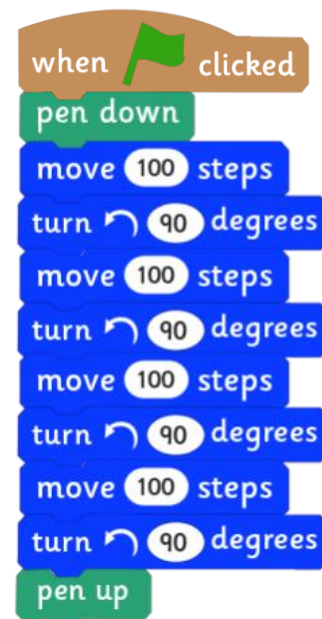 when clicked
pen down
move 100 steps
turn 90 degrees
move 100 steps
turn 90 degrees
move 100 steps
turn 90 degrees
move 100 steps
turn 90 degrees
pen up